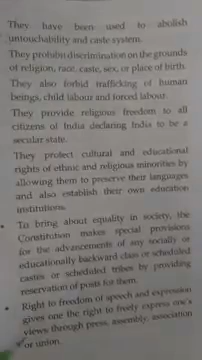 They have been used to abolish
untouchability and caste system.
They prohibit discrimination on the grounds
of religion, race, caste, sex, or place of birth.
They also forbid trafficking of human
beings, child labour and forced labour.
They provide religious freedom to all
citizens of India declaring India to be a
secular state.
They protect cultural and educational
rights of ethnic and religious minorities by
allowing them to preserve their languages
and also establish their own education
institutions.
• To bring about equality in society, the
Constitution makes special provisions
for the advancements of any socially or
educationally backward class or scheduled
castes or scheduled tribes by providing
reservation of posts for them.
• Right to freedom of speech and expression
gives one the right to freely express one's
views through press, assembly, association
or union.